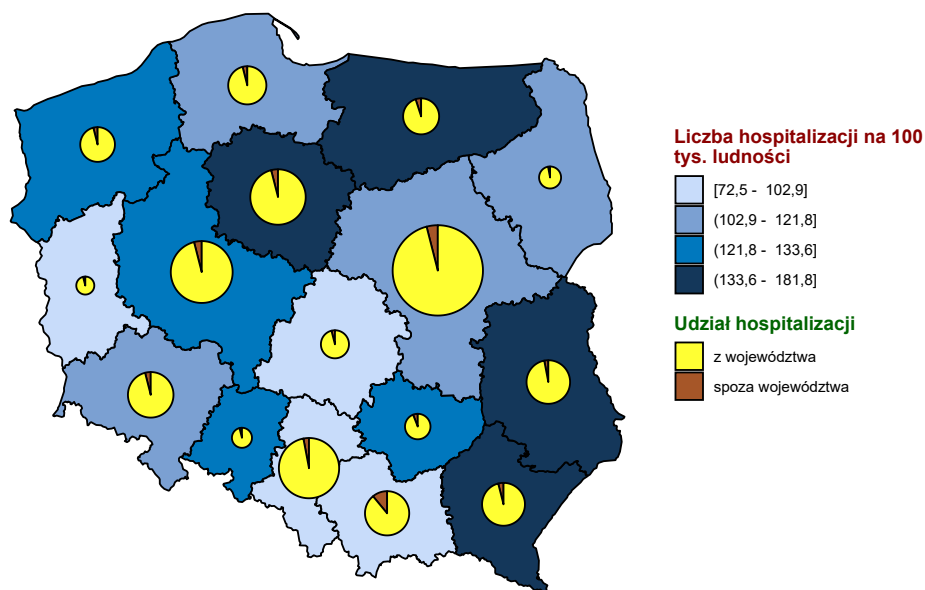 Liczba hospitalizacji na 100
tys. ludności
[72,5 - 102,9]
(102,9 - 121,8]
(121,8 - 133,6]
(133,6 - 181,8]
Udział hospitalizacji
z województwa
spoza województwa